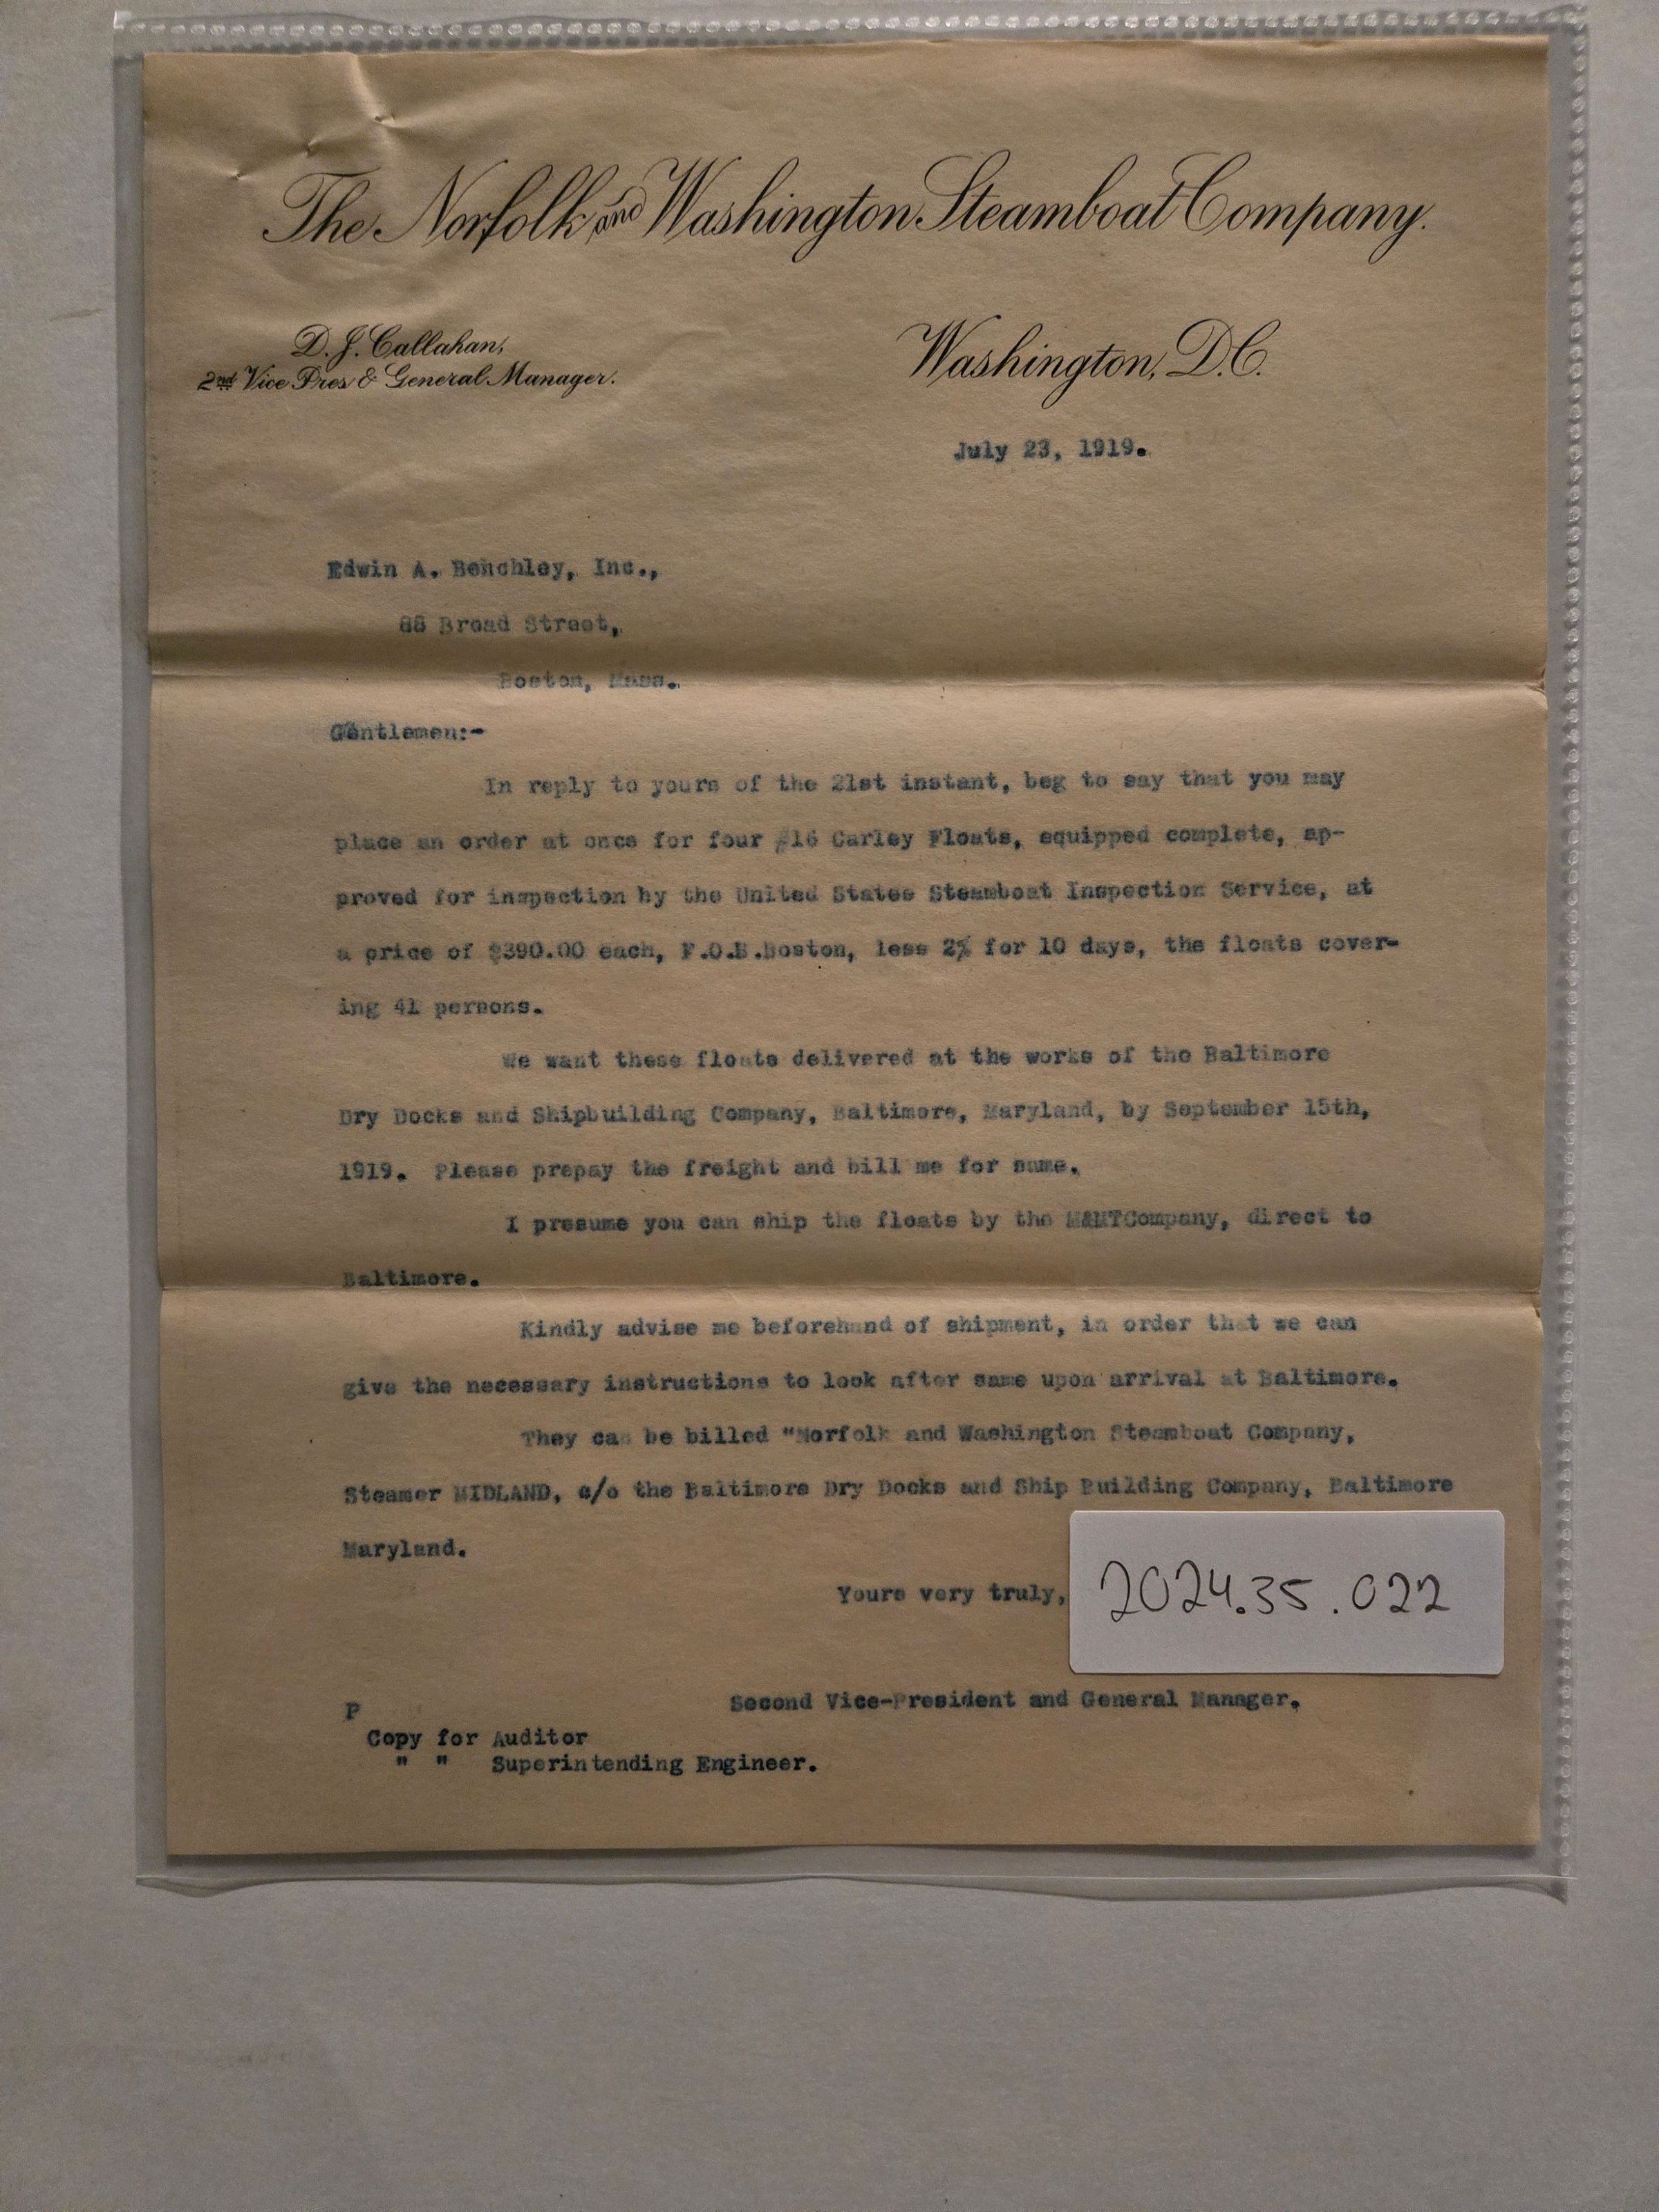 The Norfolk and Washington Steamboat Company.
D. J. Callahan,
2nd Vice Pres & General Manager.
Washington, D.C.
July 23, 1919.
Edwin A. Benchley, Inc.,
88 Broad Street,
Boston, Mass.
Gentlemen:-
In reply to yours of the 21st instant, beg to say that you may
place an order at once for four #16 Carley Floats, equipped complete, ap-
proved for inspection by the United States Steamboat Inspection Service, at
a price of $390.00 each, F.O.B.Boston, less 2% for 10 days, the floats cover-
ing 41 persons.
We want these floats delivered at the works of the Baltimore
Dry Docks and Shipbuilding Company, Baltimore, Maryland, by September 15th,
1919. Please prepay the freight and bill me for same.
I presume you can ship the floats by the M&MTCompany, direct to
Baltimore.
Kindly advise me beforehand of shipment, in order that we can
give the necessary instructions to look after same upon arrival at Baltimore.
They can be billed "Norfolk and Washington Steamboat Company,
Steamer MIDLAND, c/o the Baltimore Dry Docks and Ship Building Company, Baltimore
Maryland.
Yours very truly,
2024.35.022
Second Vice-President and General Manager.
P
Copy for Auditor
" " Superintending Engineer.